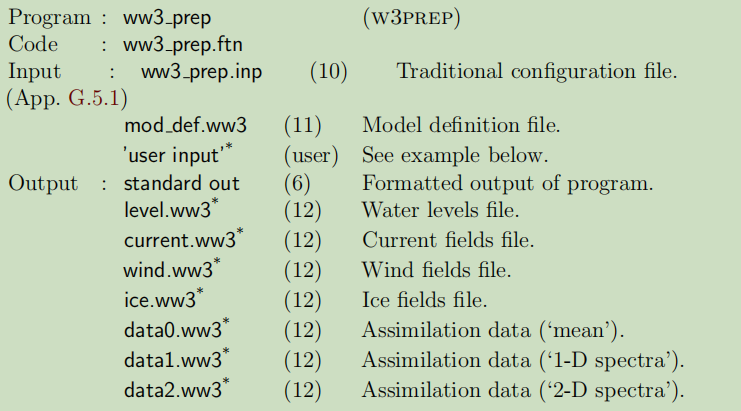 Program : ww3_prep (W3PREP)
Code : ww3_prep.ftn
Input : ww3_prep.inp (10) Traditional configuration file.
(App. G.5.1)
mod_def.ww3 (11) Model definition file.
'user input'* (user) See example below.
Output : standard out (6) Formatted output of program.
level.ww3* (12) Water levels file.
current.ww3* (12) Current fields file.
wind.ww3* (12) Wind fields file.
ice.ww3* (12) Ice fields file.
data0.ww3* (12) Assimilation data (‘mean’).
data1.ww3* (12) Assimilation data (‘1-D spectra’).
data2.ww3* (12) Assimilation data (‘2-D spectra’).